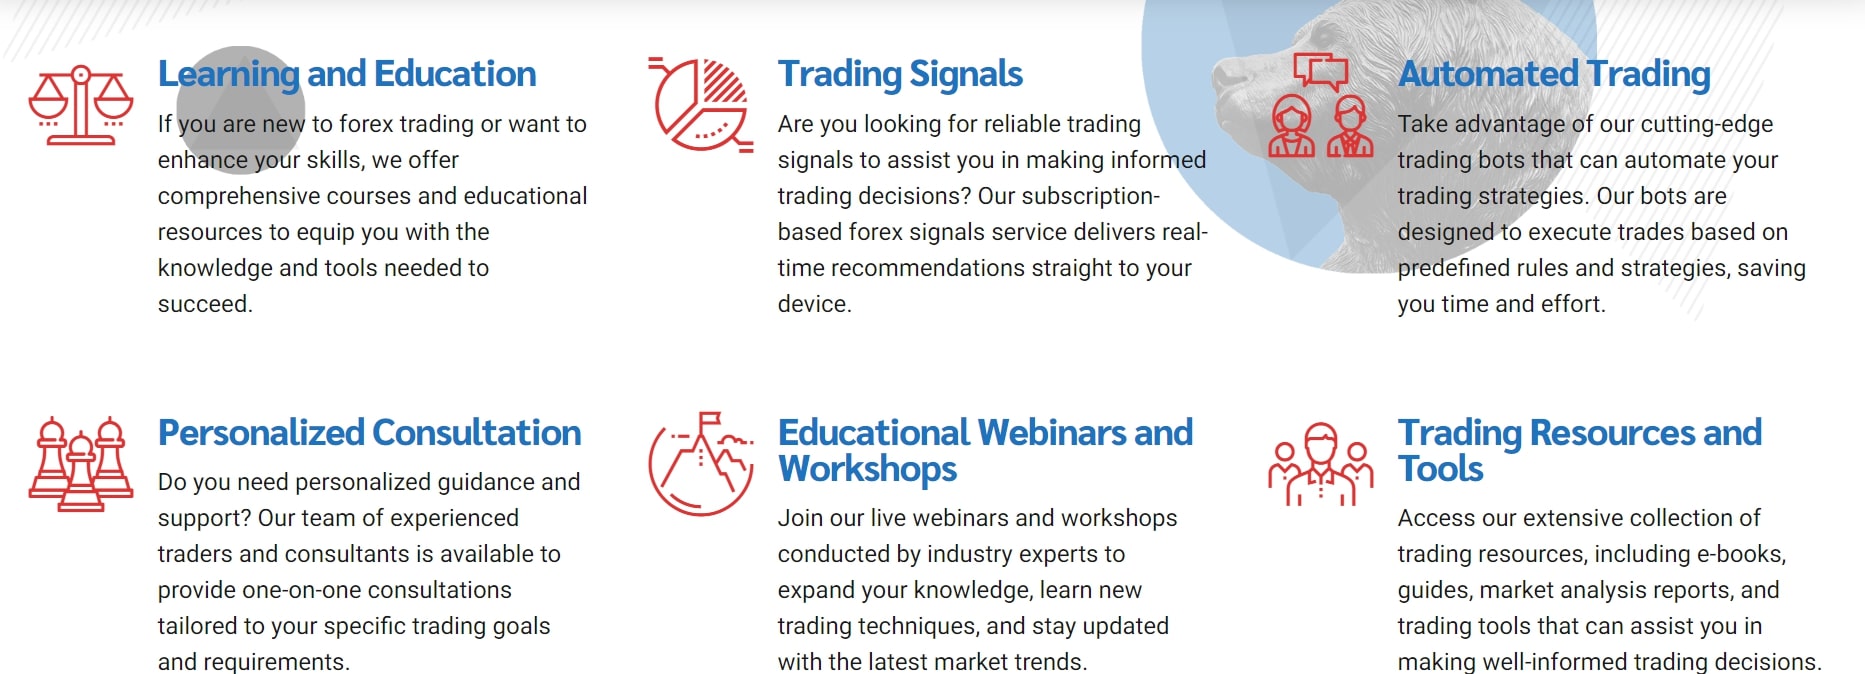 Learning and Education
If you are new to forex trading or want to
enhance your skills, we offer
comprehensive courses and educational
resources to equip you with the
knowledge and tools needed to
succeed.
Trading Signals
Are you looking for reliable trading
signals to assist you in making informed
trading decisions? Our subscription-
based forex signals service delivers real-
time recommendations straight to your
device.
Automated Trading
Take advantage of our cutting-edge
trading bots that can automate your
trading strategies. Our bots are
designed to execute trades based on
predefined rules and strategies, saving
you time and effort.
Personalized Consultation
Do you need personalized guidance and
support? Our team of experienced
traders and consultants is available to
provide one-on-one consultations
tailored to your specific trading goals
and requirements.
Educational Webinars and
Workshops
Join our live webinars and workshops
conducted by industry experts to
expand your knowledge, learn new
trading techniques, and stay updated
with the latest market trends.
Trading Resources and
Tools
Access our extensive collection of
trading resources, including e-books,
guides, market analysis reports, and
trading tools that can assist you in
making well-informed trading decisions.